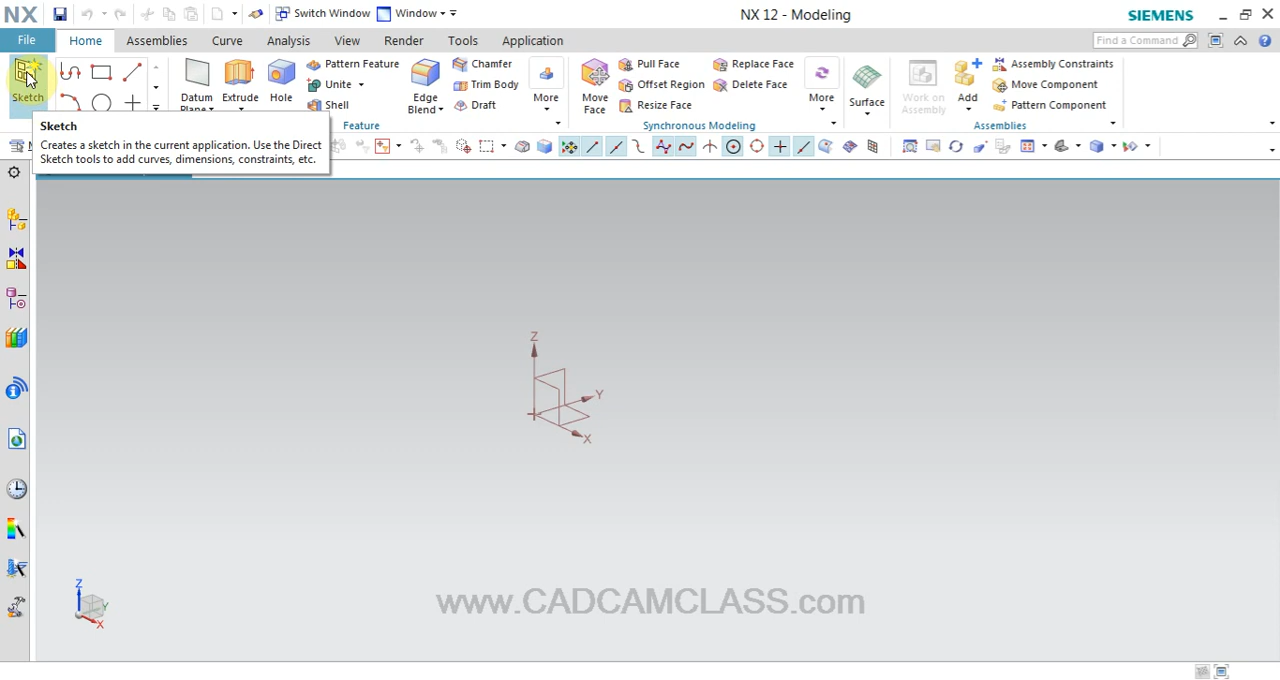 NX Switch Window Window NX 12 - Modeling SIEMENS
File Home Assemblies Curve Analysis View Render Tools Application Find a Command
Sketch
Datum
Plane
Extrude
Hole
Pattern Feature
Unite
Shell
Edge
Blend
Chamfer
Trim Body
Draft
More
Feature
Move
Face
Pull Face
Offset Region
Resize Face
Replace Face
Delete Face
More
Synchronous Modeling
Surface
Work on
Assembly
Add
Assembly Constraints
Move Component
Pattern Component
Assemblies
Sketch
Creates a sketch in the current application. Use the Direct
Sketch tools to add curves, dimensions, constraints, etc.
Z
Y
X
Z
Y
X
www.CADCAMCLASS.com